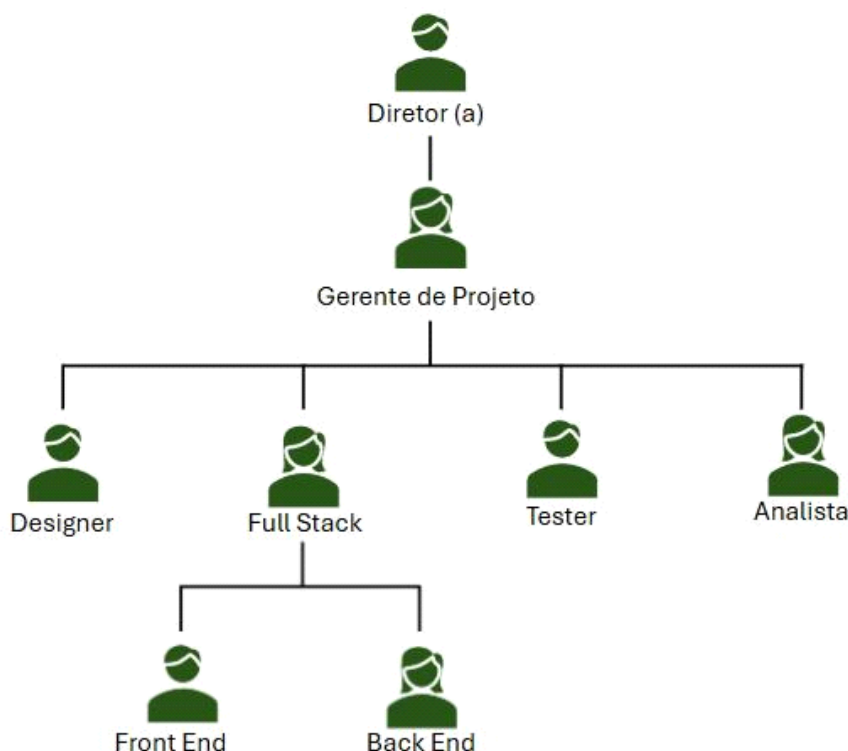 Diretor (a)
Gerente de Projeto
Designer
Full Stack
Tester
Analista
Front End
Back End